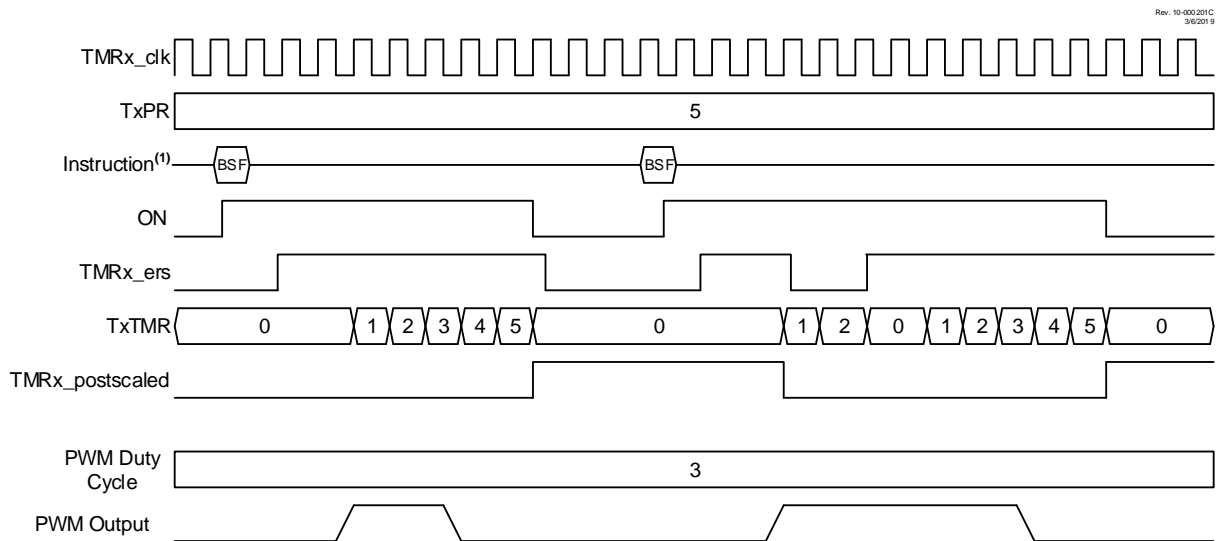 Rev. 10-000201C
3/6/2019
TMRx_clk
TxPR 5
Instruction(1) BSF BSF
ON
TMRx_ers
TxTMR 0 1 2 3 4 5 0 1 2 0 1 2 3 4 5 0
TMRx_postscaled
PWM Duty
Cycle 3
PWM Output